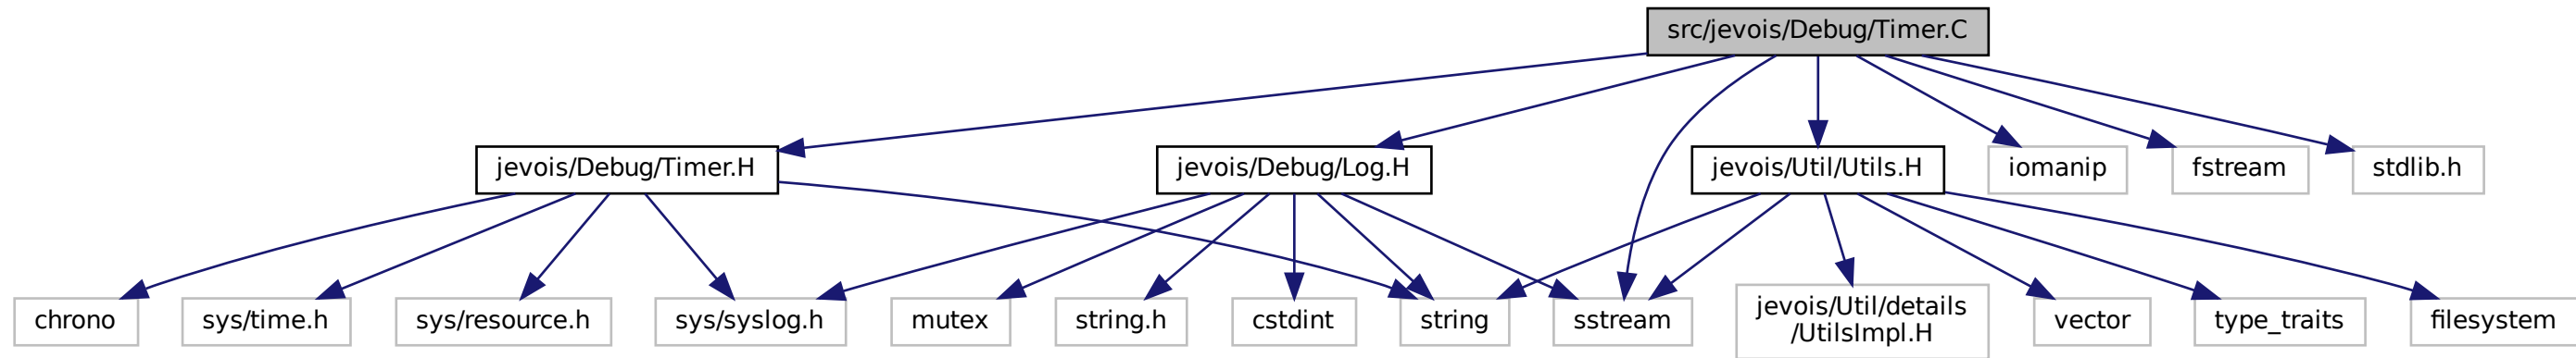 src/jevois/Debug/Timer.C
jevois/Debug/Timer.H
jevois/Debug/Log.H
jevois/Util/Utils.H
iomanip
fstream
stdlib.h
chrono
sys/time.h
sys/resource.h
sys/syslog.h
mutex
string.h
cstdint
string
sstream
jevois/Util/details
/UtilsImpl.H
vector
type_traits
filesystem